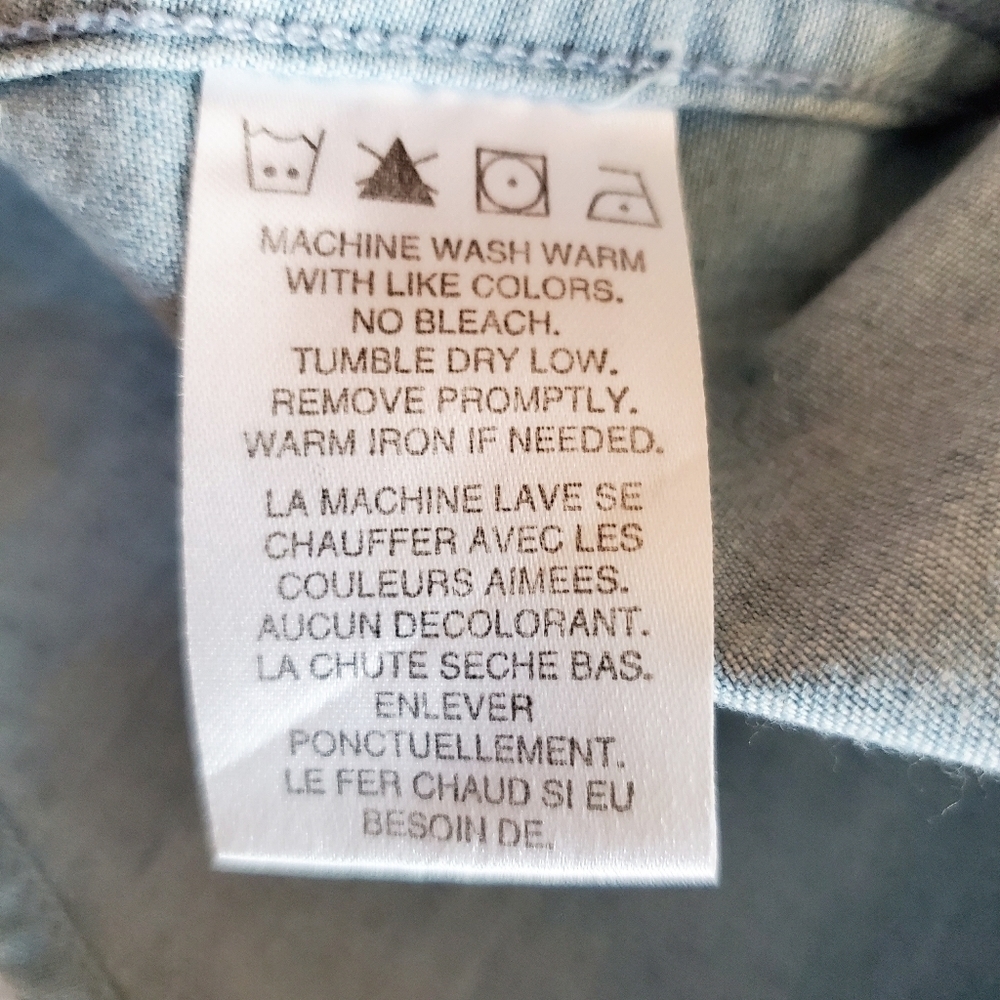 MACHINE WASH WARM
WITH LIKE COLORS.
NO BLEACH.
TUMBLE DRY LOW.
REMOVE PROMPTLY.
WARM IRON IF NEEDED.
LA MACHINE LAVE SE
CHAUFFER AVEC LES
COULEURS AIMEES.
AUCUN DECOLORANT.
LA CHUTE SECHE BAS.
ENLEVER
PONCTUELLEMENT.
LE FER CHAUD SI EU
BESOIN DE.